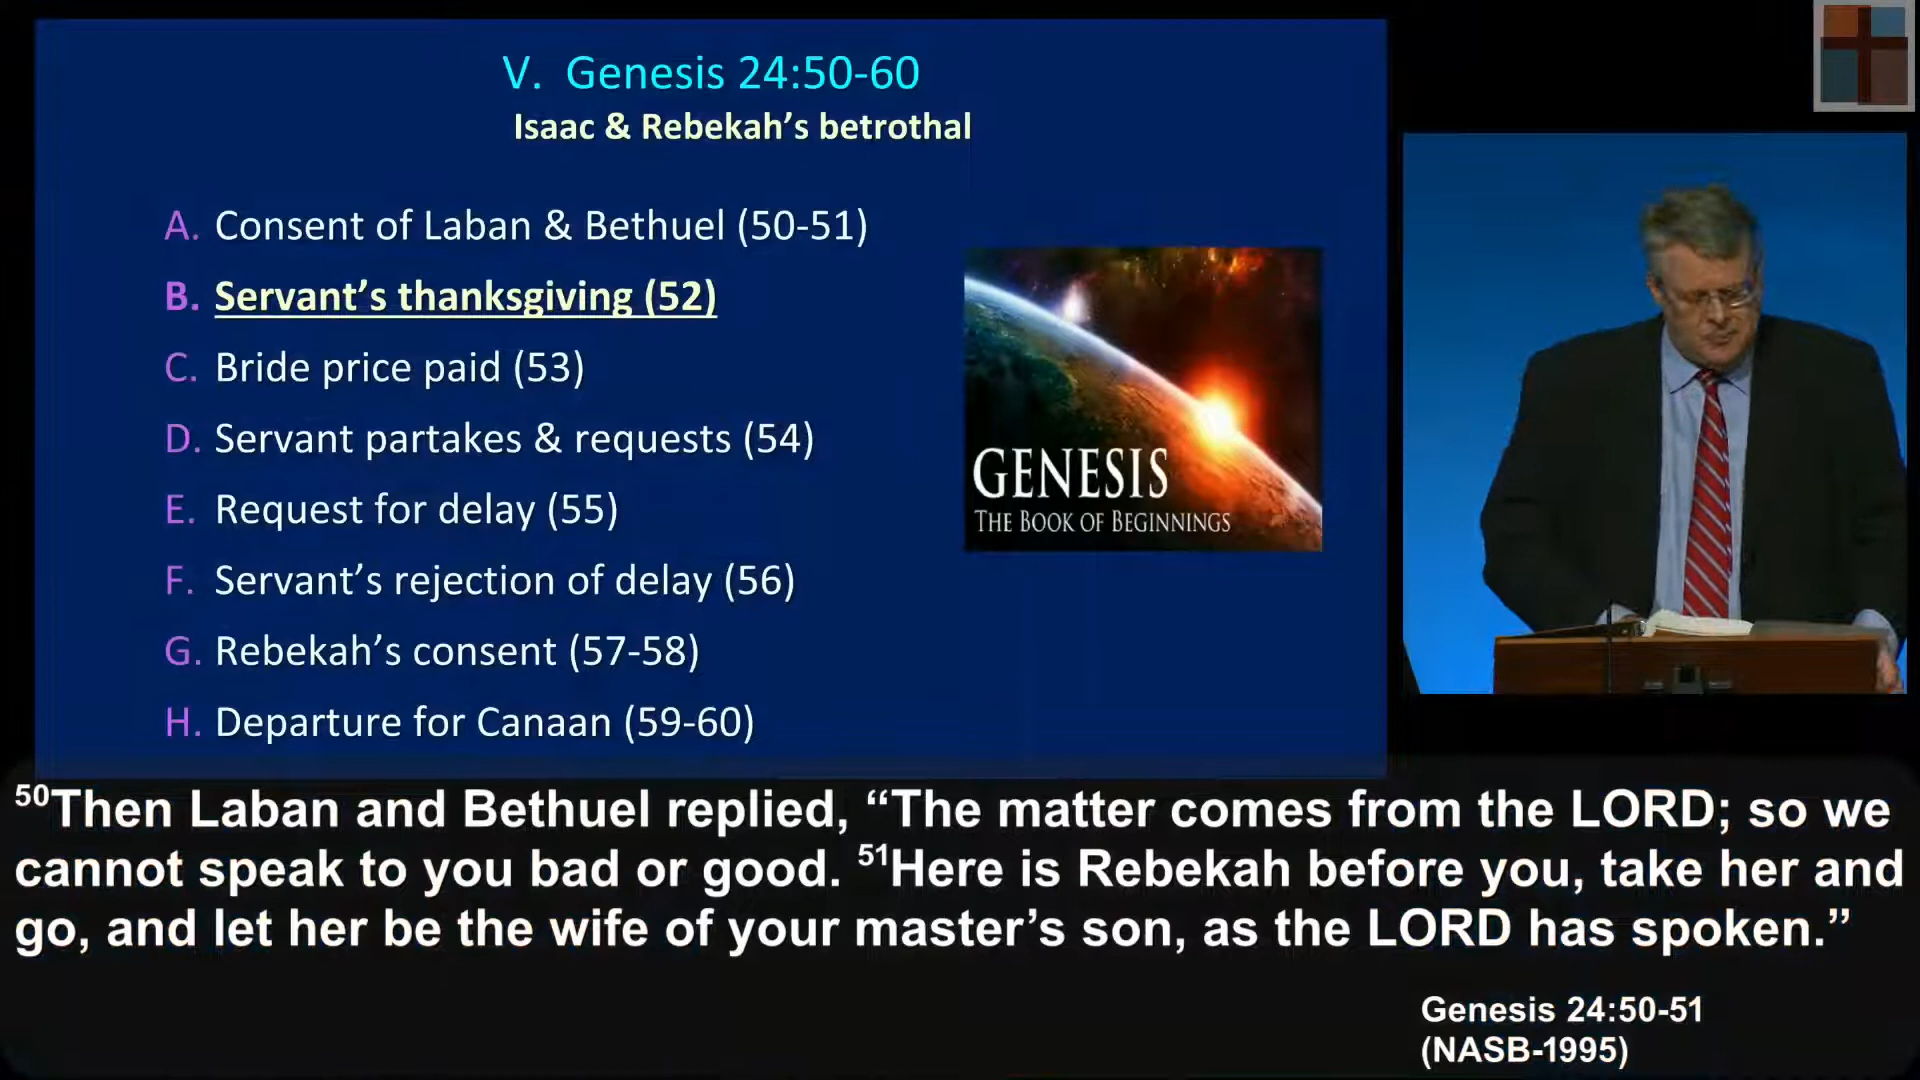 V. Genesis 24:50-60
Isaac & Rebekah’s betrothal
A. Consent of Laban & Bethuel (50-51)
B. Servant’s thanksgiving (52)
C. Bride price paid (53)
D. Servant partakes & requests (54)
E. Request for delay (55)
F. Servant’s rejection of delay (56)
G. Rebekah’s consent (57-58)
H. Departure for Canaan (59-60)
GENESIS
THE BOOK OF BEGINNINGS
50Then Laban and Bethuel replied, “The matter comes from the LORD; so we
cannot speak to you bad or good. 51Here is Rebekah before you, take her and
go, and let her be the wife of your master’s son, as the LORD has spoken.”
Genesis 24:50-51
(NASB-1995)